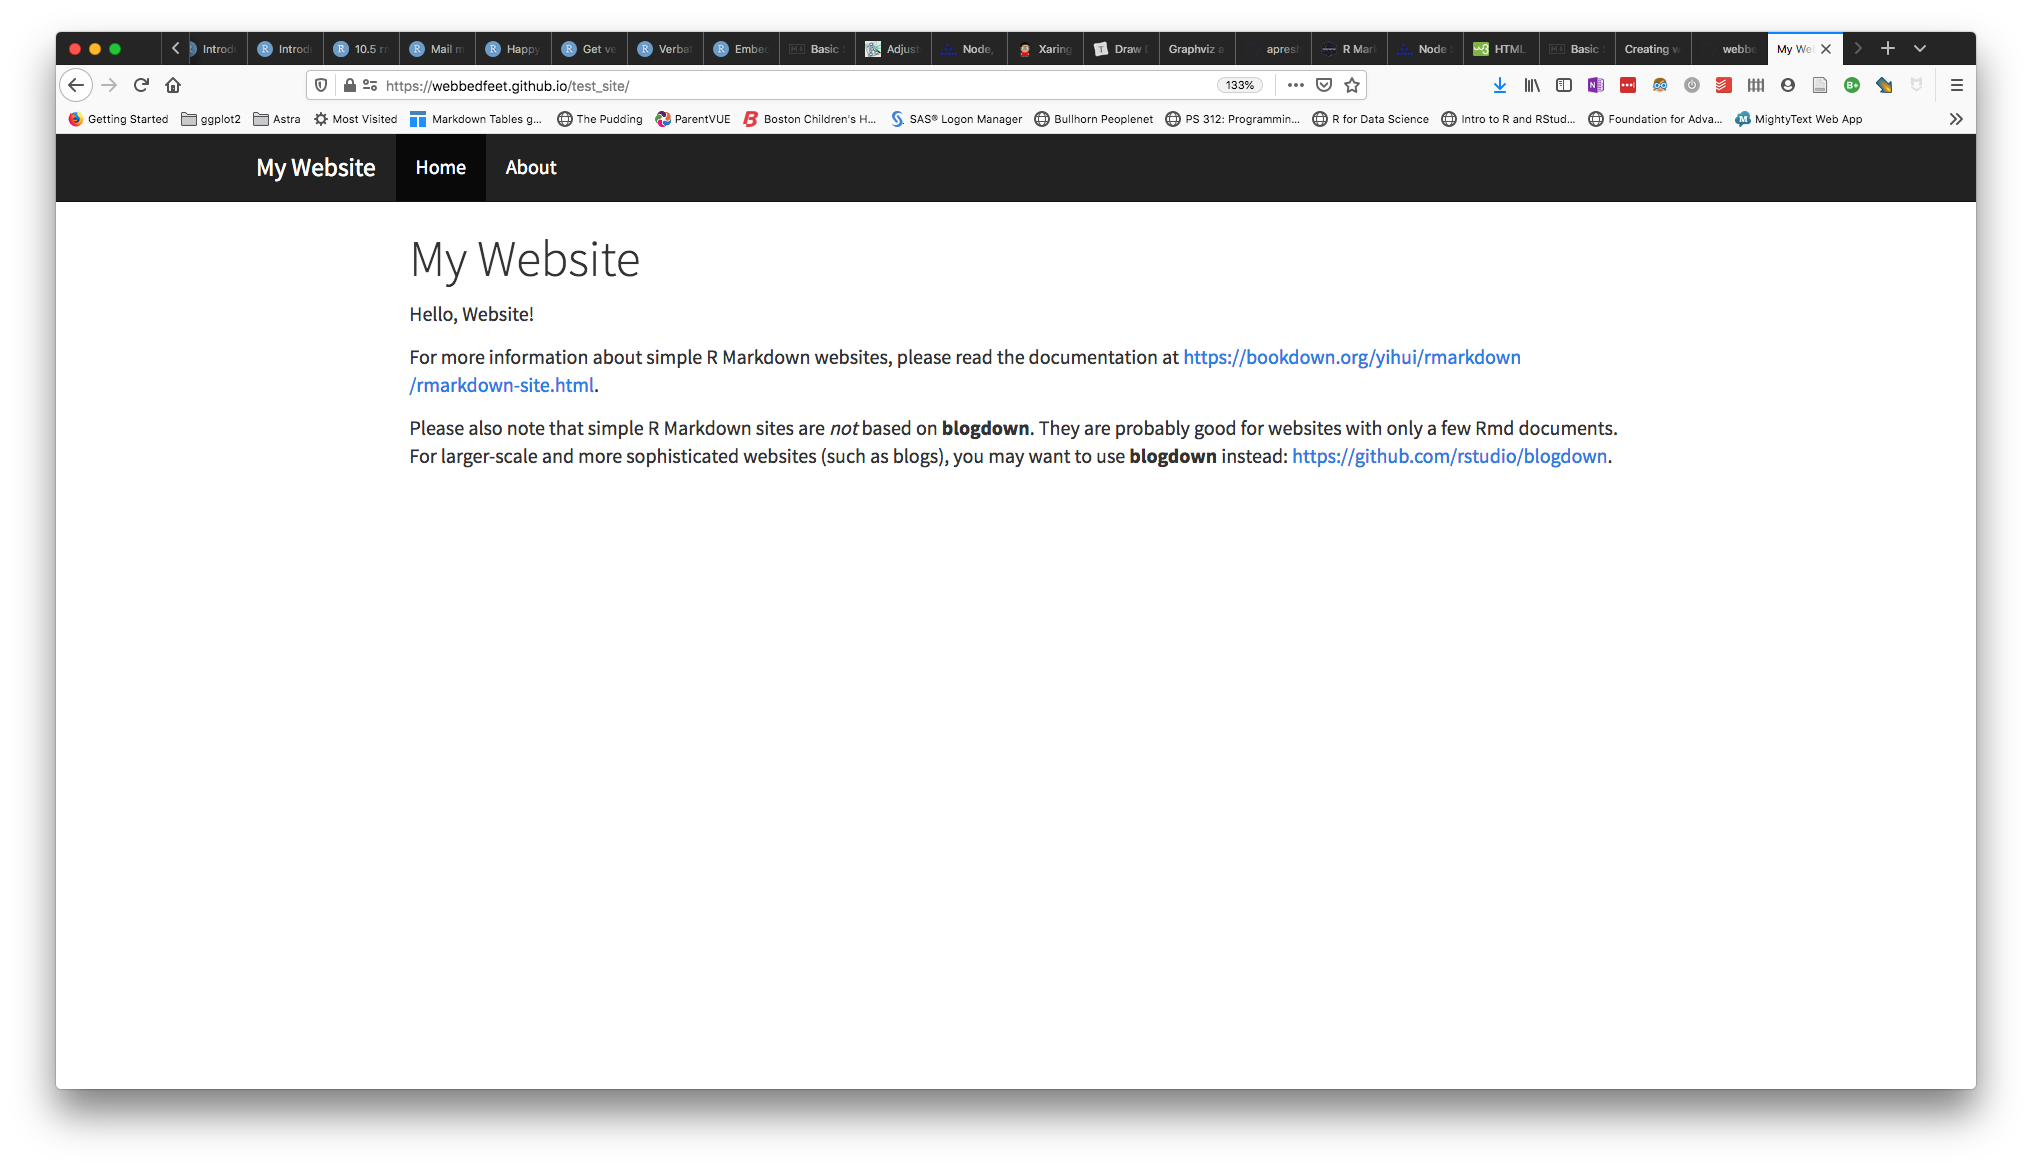 Introd Introd 10.5 r Mail m Happy Get ve Verba Embed Basic Adjust Node, Xaring Draw Graphviz a apresh R Mark Node HTML Basic Creating w webbe My We
https://webbedfeet.github.io/test_site/ 133%
Getting Started ggplot2 Astra Most Visited Markdown Tables g... The Pudding ParentVUE Boston Children's H... SAS® Logon Manager Bullhorn Peoplenet PS 312: Programmin... R for Data Science Intro to R and RStud... Foundation for Adva... MightyText Web App
My Website Home About
My Website
Hello, Website!
For more information about simple R Markdown websites, please read the documentation at https://bookdown.org/yihui/rmarkdown
/rmarkdown-site.html.
Please also note that simple R Markdown sites are not based on blogdown. They are probably good for websites with only a few Rmd documents.
For larger-scale and more sophisticated websites (such as blogs), you may want to use blogdown instead: https://github.com/rstudio/blogdown.